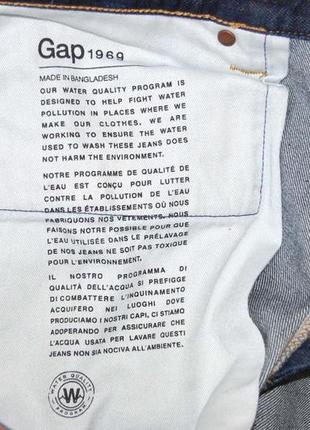 Gap1969
MADE IN BANGLADESH
OUR WATER QUALITY PROGRAM IS
DESIGNED TO HELP FIGHT WATER
POLLUTION IN PLACES WHERE WE
MAKE OUR CLOTHES. WE ARE
WORKING TO ENSURE THE WATER
USED TO WASH THESE JEANS DOES
NOT HARM THE ENVIRONMENT.
NOTRE PROGRAMME DE QUALITÉ DE
L'EAU EST CONÇU POUR LUTTER
CONTRE LA POLLUTION DE L'EAU
DANS LES ÉTABLISSEMENTS OÙ NOUS
FABRIQUONS NOS VETEMENTS. NOUS
FAISONS NOTRE POSSIBLE POUR QUE
L'EAU UTILISÉE DANS LE PRÉLAVAGE
DE NOS JEANS NE SOIT PAS TOXIQUE
POUR L'ENVIRONNEMENT.
IL NOSTRO PROGRAMMA DI
QUALITÀ DELL'ACQUA SI PREFIGGE
DI COMBATTERE L'INQUINAMENTO
ACQUIFERO NEI LUOGHI DOVE
PRODUCIAMO I NOSTRI CAPI, CI STIAMO
ADOPERANDO PER ASSICURARE CHE
L'ACQUA USATA PER LAVARE QUESTI
JEANS NON SIA NOCIVA ALL'AMBIENTE.
WATER QUALITY
W
PROGRAM